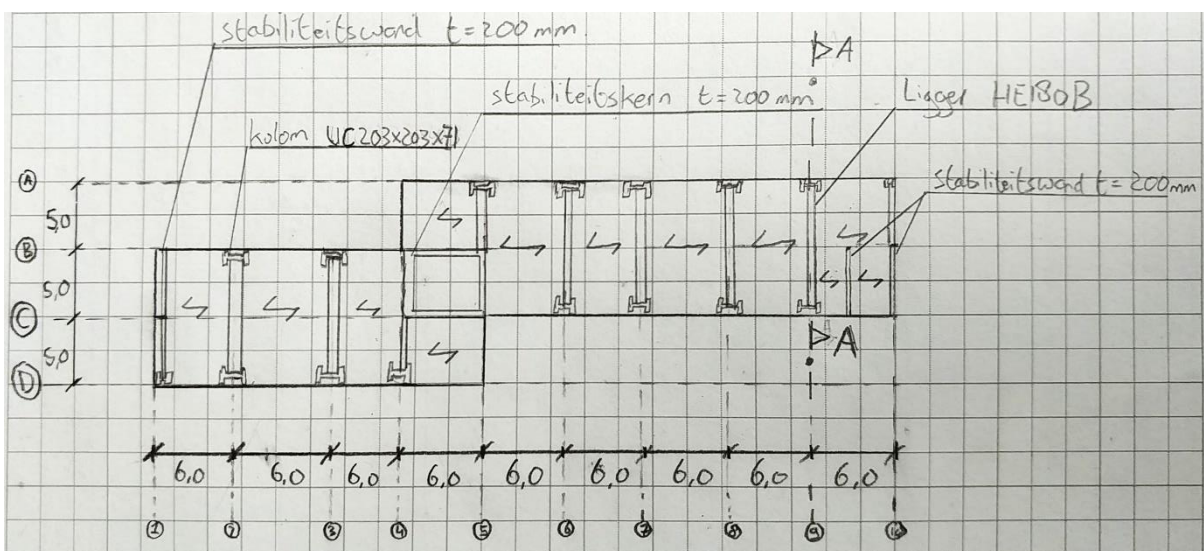 stabiliteitswand t=200 mm.
A
stabiliteitskern t=200 mm
Ligger HE180B
kolom UC203x203x71
A
stabiliteitswand t=200mm
5,0
B
5,0
C
A
5,0
D
6,0 6,0 6,0 6,0 6,0 6,0 6,0 6,0 6,0
1 2 3 4 5 6 7 8 9 10